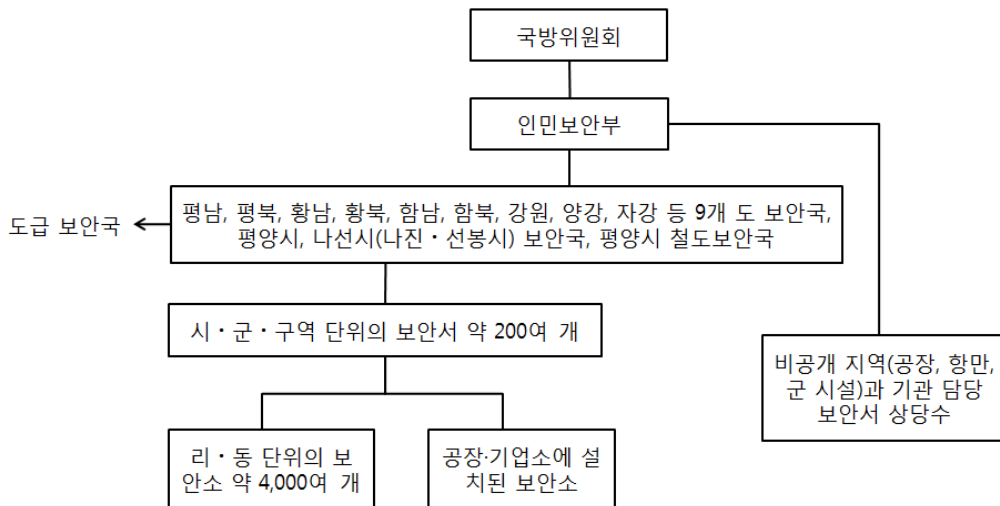 국방위원회
인민보안부
도급 보안국
평남, 평북, 황남, 황북, 함남, 함북, 강원, 양강, 자강 등 9개 도 보안국,
평양시, 나선시(나진・선봉시) 보안국, 평양시 철도보안국
시・군・구역 단위의 보안서 약 200여 개
비공개 지역(공장, 항만,
군 시설)과 기관 담당
보안서 상당수
리・동 단위의 보
안소 약 4,000여 개
공장·기업소에 설
치된 보안소